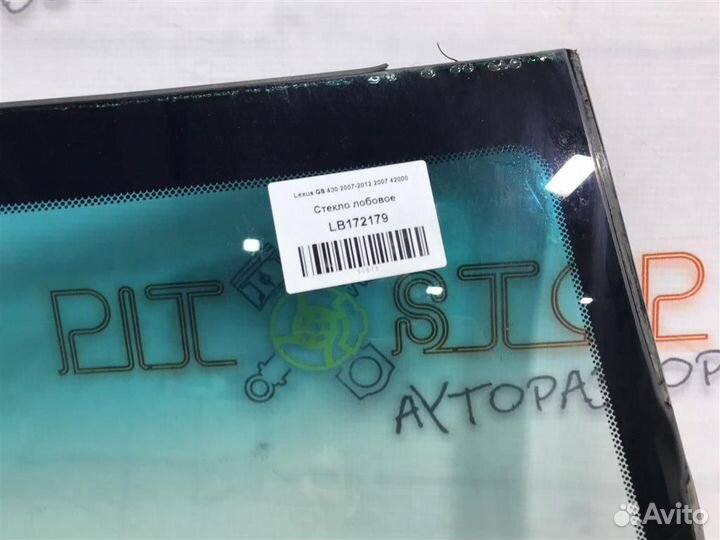 Lexus GS 430 2007-2012 2007 42000
Стекло лобовое
LB172179
PIT STOP
АУТОРАЗБОР
Avito